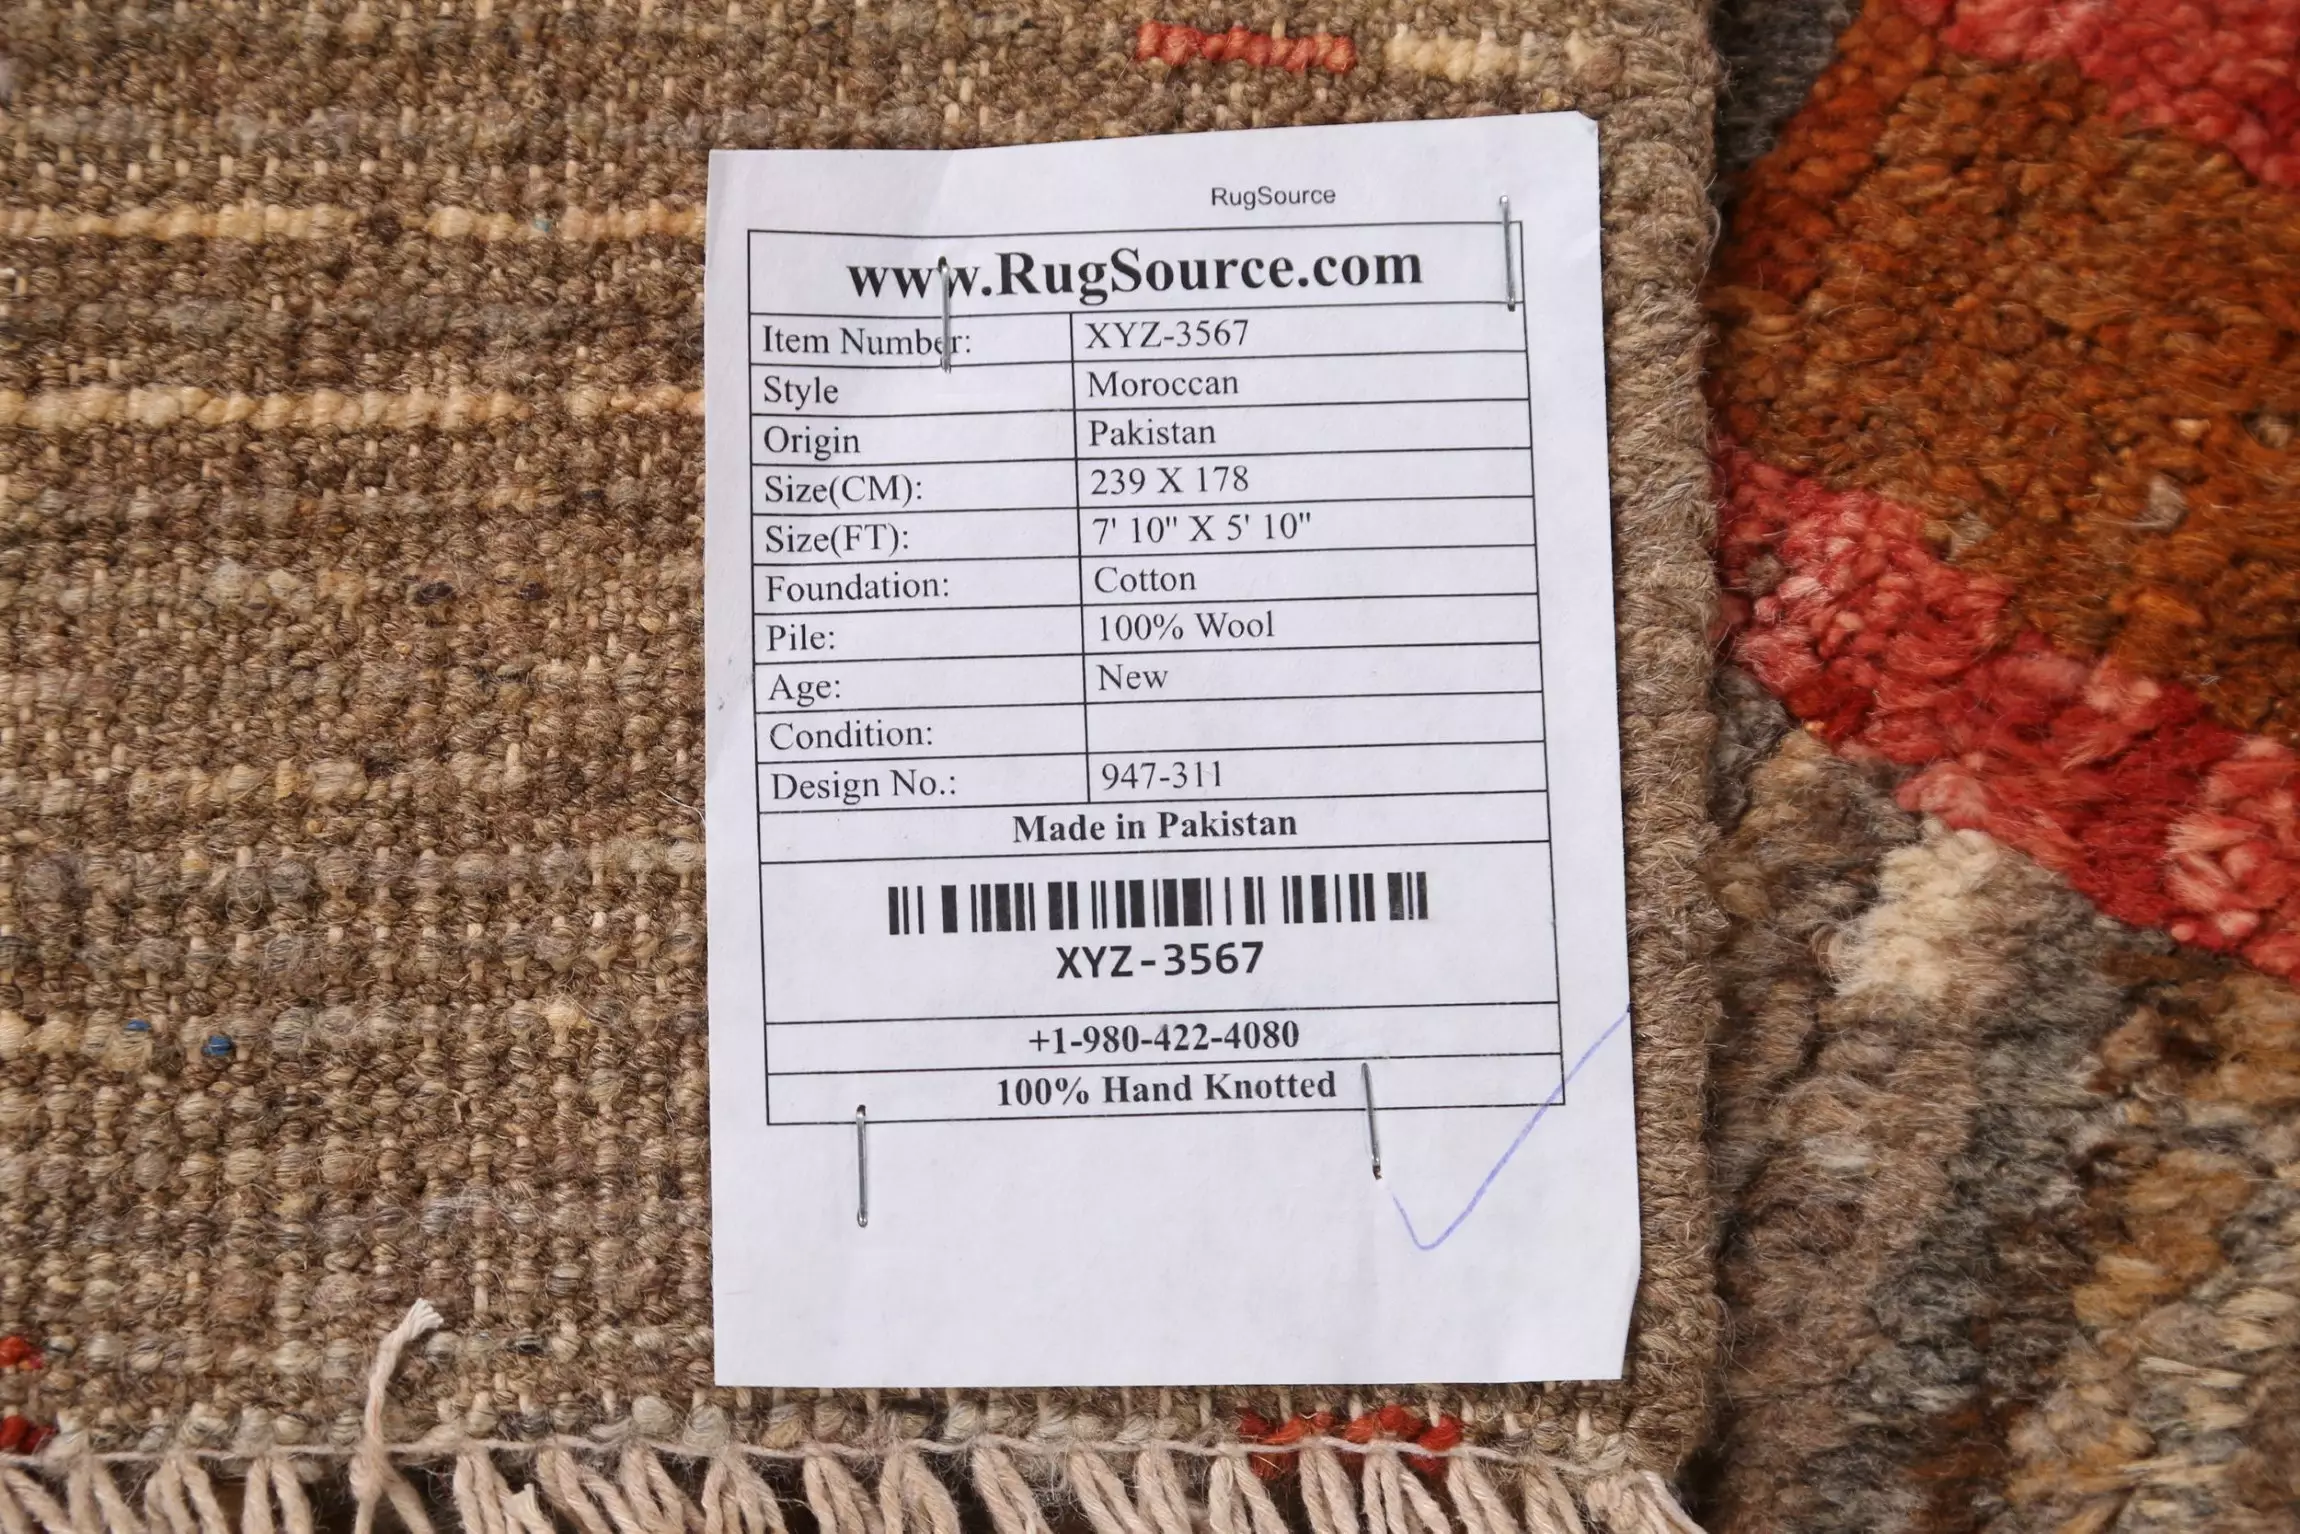 RugSource
www.RugSource.com
Item Number: XYZ-3567
Style Moroccan
Origin Pakistan
Size(CM): 239 X 178
Size(FT): 7' 10" X 5' 10"
Foundation: Cotton
Pile: 100% Wool
Age: New
Condition:
Design No.: 947-311
Made in Pakistan
XYZ-3567
+1-980-422-4080
100% Hand Knotted